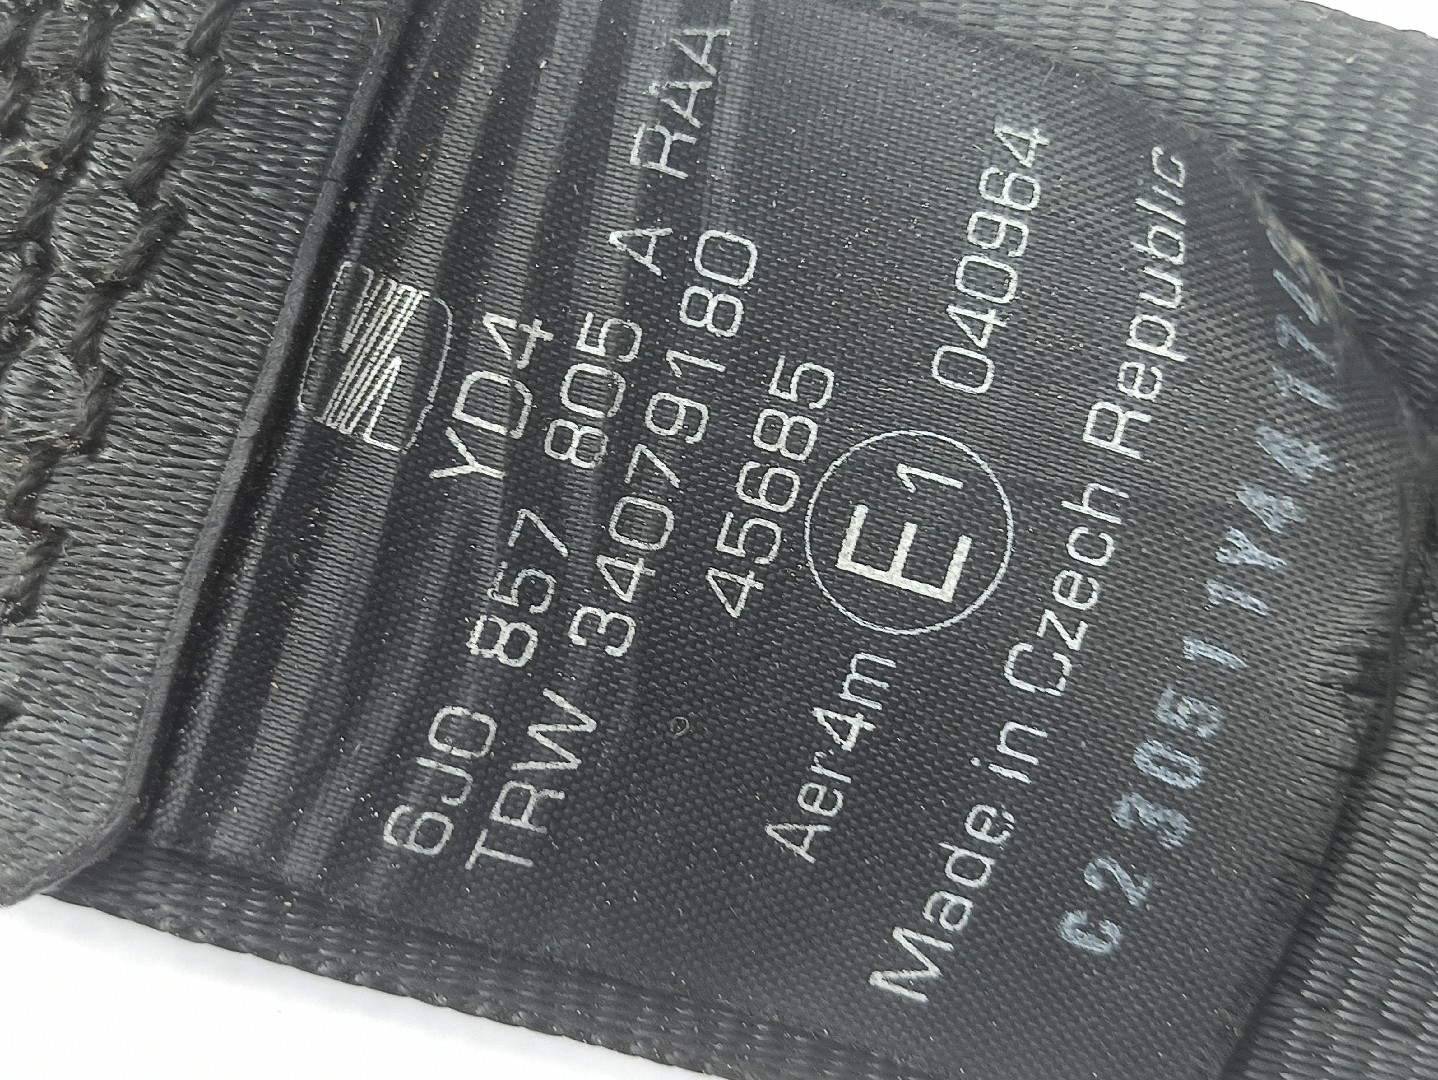 YD4
6J0 857 805 A RAA
TRW 34079180
45685
Aer4m E1 040964
Made in Czech Republic